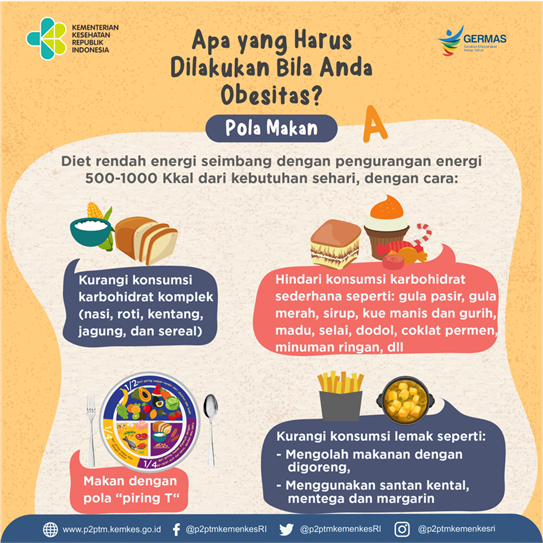 KEMENTERIAN
KESEHATAN
REPUBLIK
INDONESIA
GERMAS
Apa yang Harus
Dilakukan Bila Anda
Obesitas?
Pola Makan
A
Diet rendah energi seimbang dengan pengurangan energi
500-1000 Kkal dari kebutuhan sehari, dengan cara:
Kurangi konsumsi
karbohidrat komplek
(nasi, roti, kentang,
jagung, dan sereal)
Hindari konsumsi karbohidrat
sederhana seperti: gula pasir, gula
merah, sirup, kue manis dan gurih,
madu, selai, dodol, coklat permen,
minuman ringan, dll
1/2
1/4
1/4
Makan dengan
pola “piring T“
Kurangi konsumsi lemak seperti:
- Mengolah makanan dengan
digoreng,
- Menggunakan santan kental,
mentega dan margarin
www.p2ptm.kemkes.go.id
@p2ptmkemenkesRI
@p2ptmkemenkesRI
@p2ptmkemenkesri